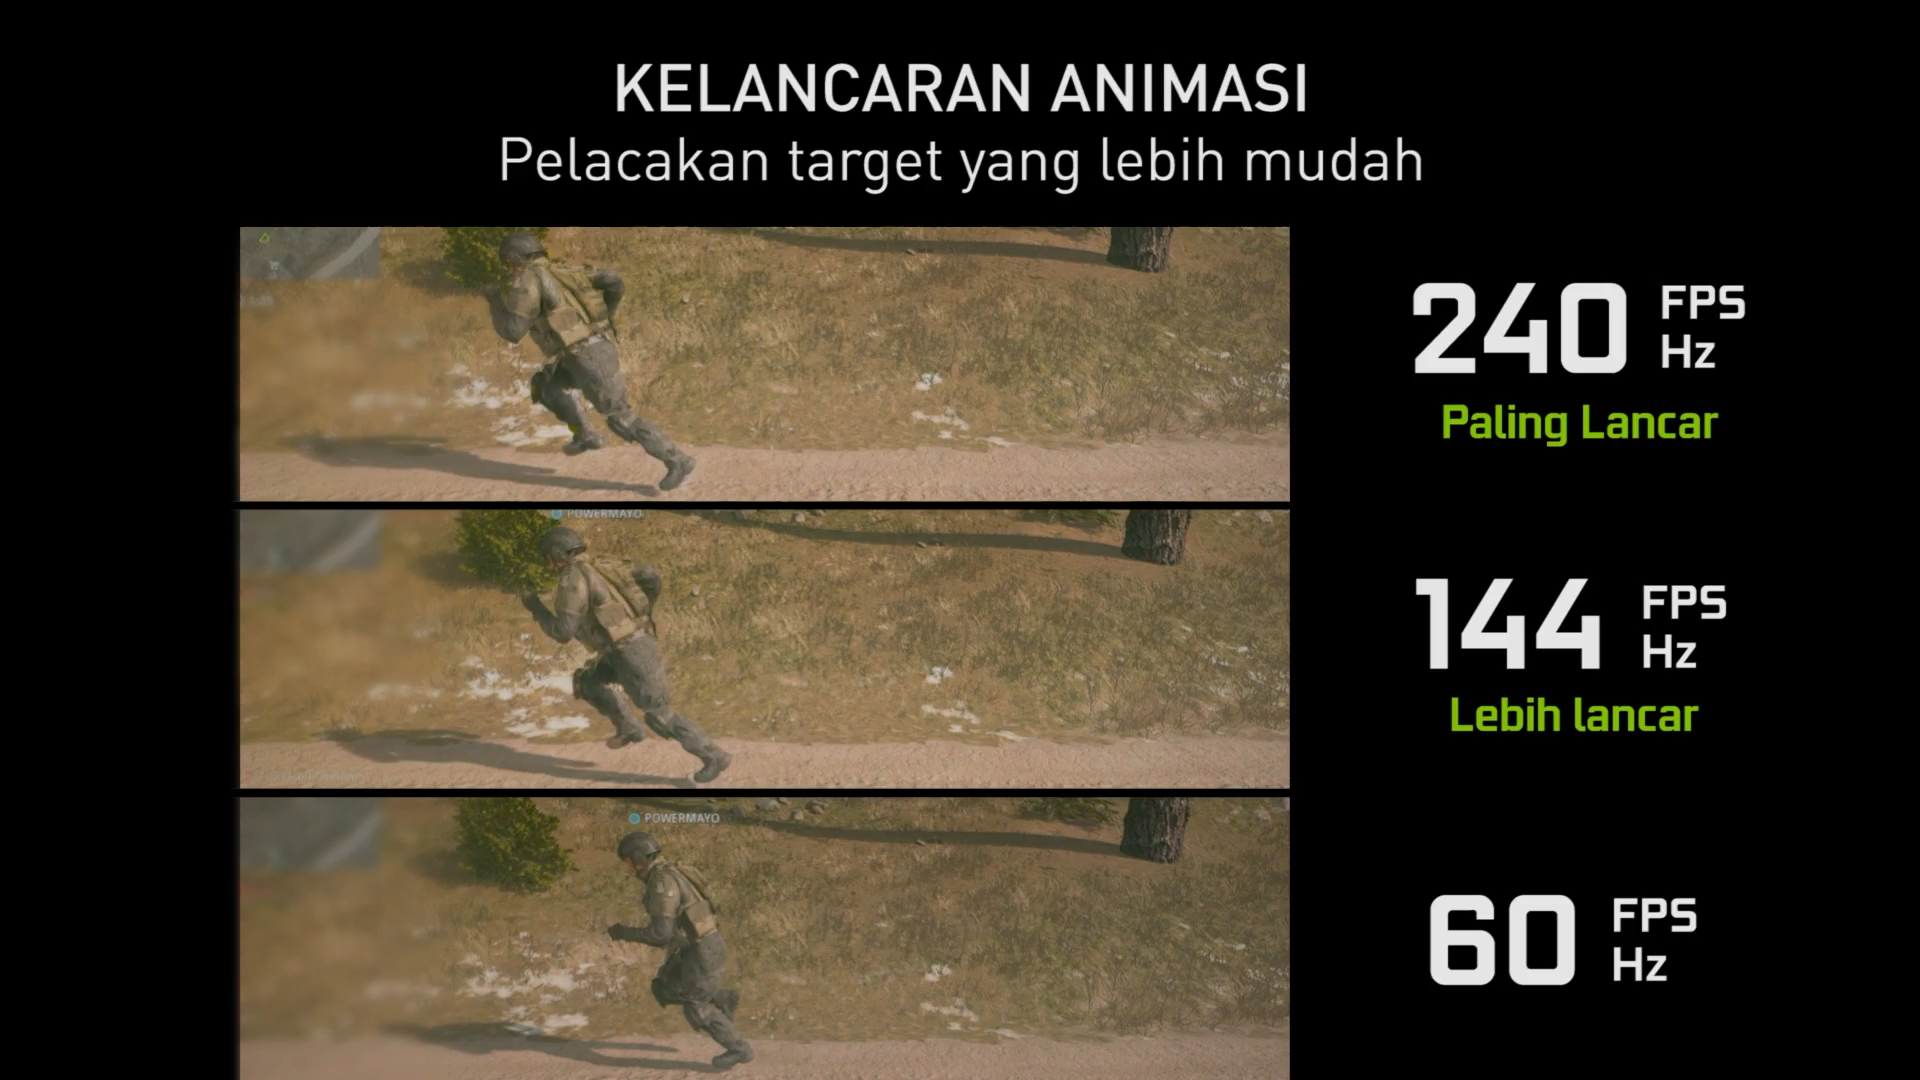 KELANCARAN ANIMASI
Pelacakan target yang lebih mudah
240 FPS Hz
Paling Lancar
POWERMAYO
144 FPS Hz
Lebih lancar
POWERMAYO
60 FPS Hz